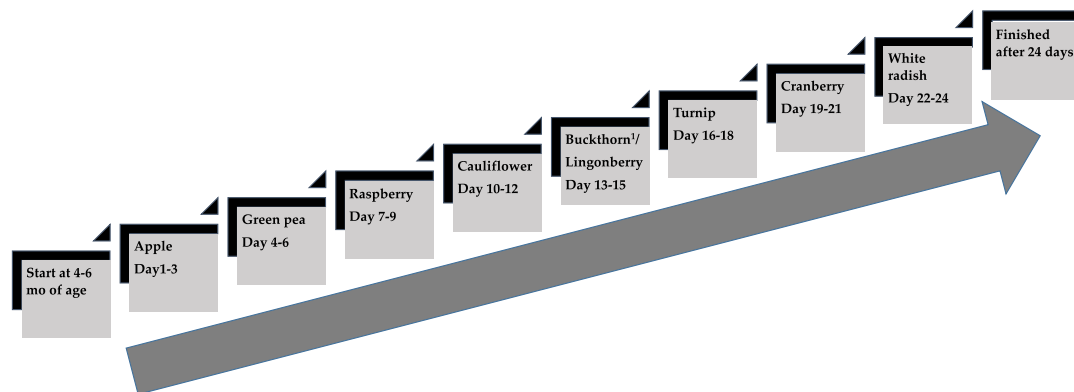 Start at 4-6
mo of age
Apple
Day1-3
Green pea
Day 4-6
Raspberry
Day 7-9
Cauliflower
Day 10-12
Buckthorn¹/
Lingonberry
Day 13-15
Turnip
Day 16-18
Cranberry
Day 19-21
White
radish
Day 22-24
Finished
after 24 days